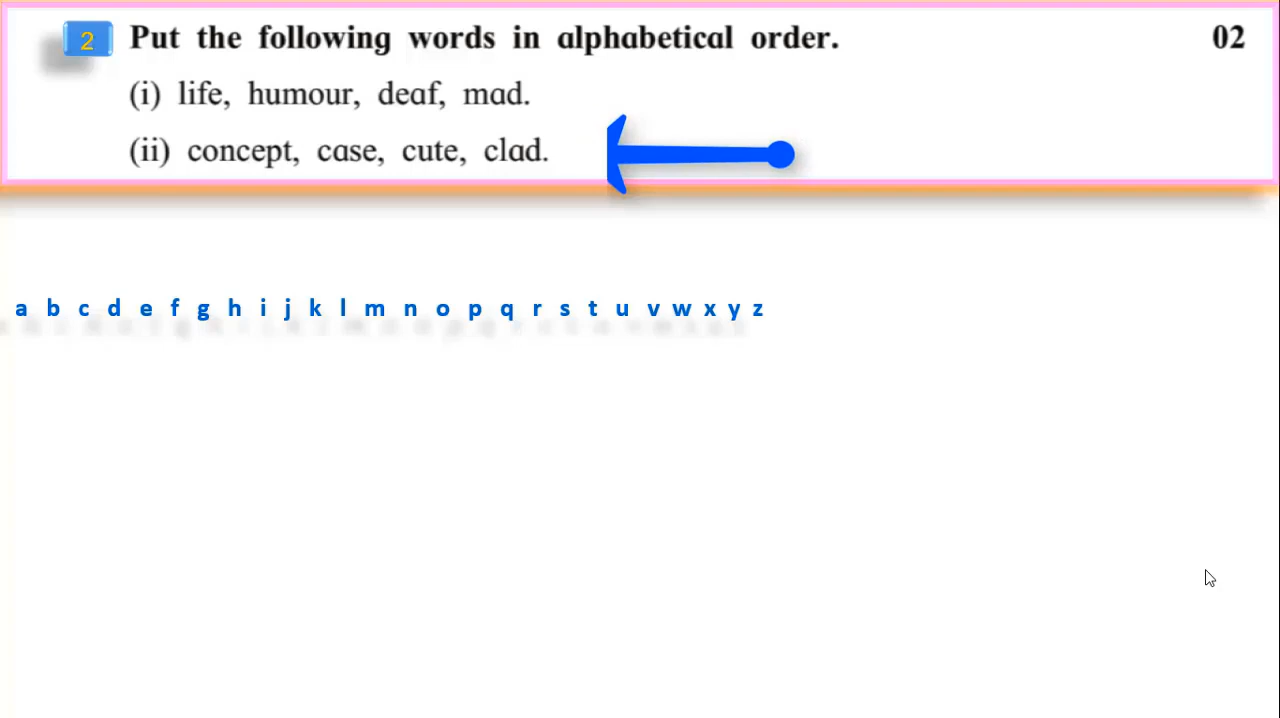 2 Put the following words in alphabetical order. 02
(i) life, humour, deaf, mad.
(ii) concept, case, cute, clad.
a b c d e f g h i j k l m n o p q r s t u v w x y z